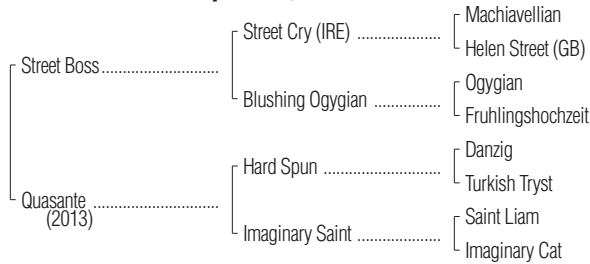 Machiavellian
Street Cry (IRE) ..................
Helen Street (GB)
Street Boss..........................
Ogygian
Blushing Ogygian ................
Fruhlingshochzeit
Danzig
Hard Spun ...........................
Turkish Tryst
Quasante ............................
(2013)
Saint Liam
Imaginary Saint ....................
Imaginary Cat